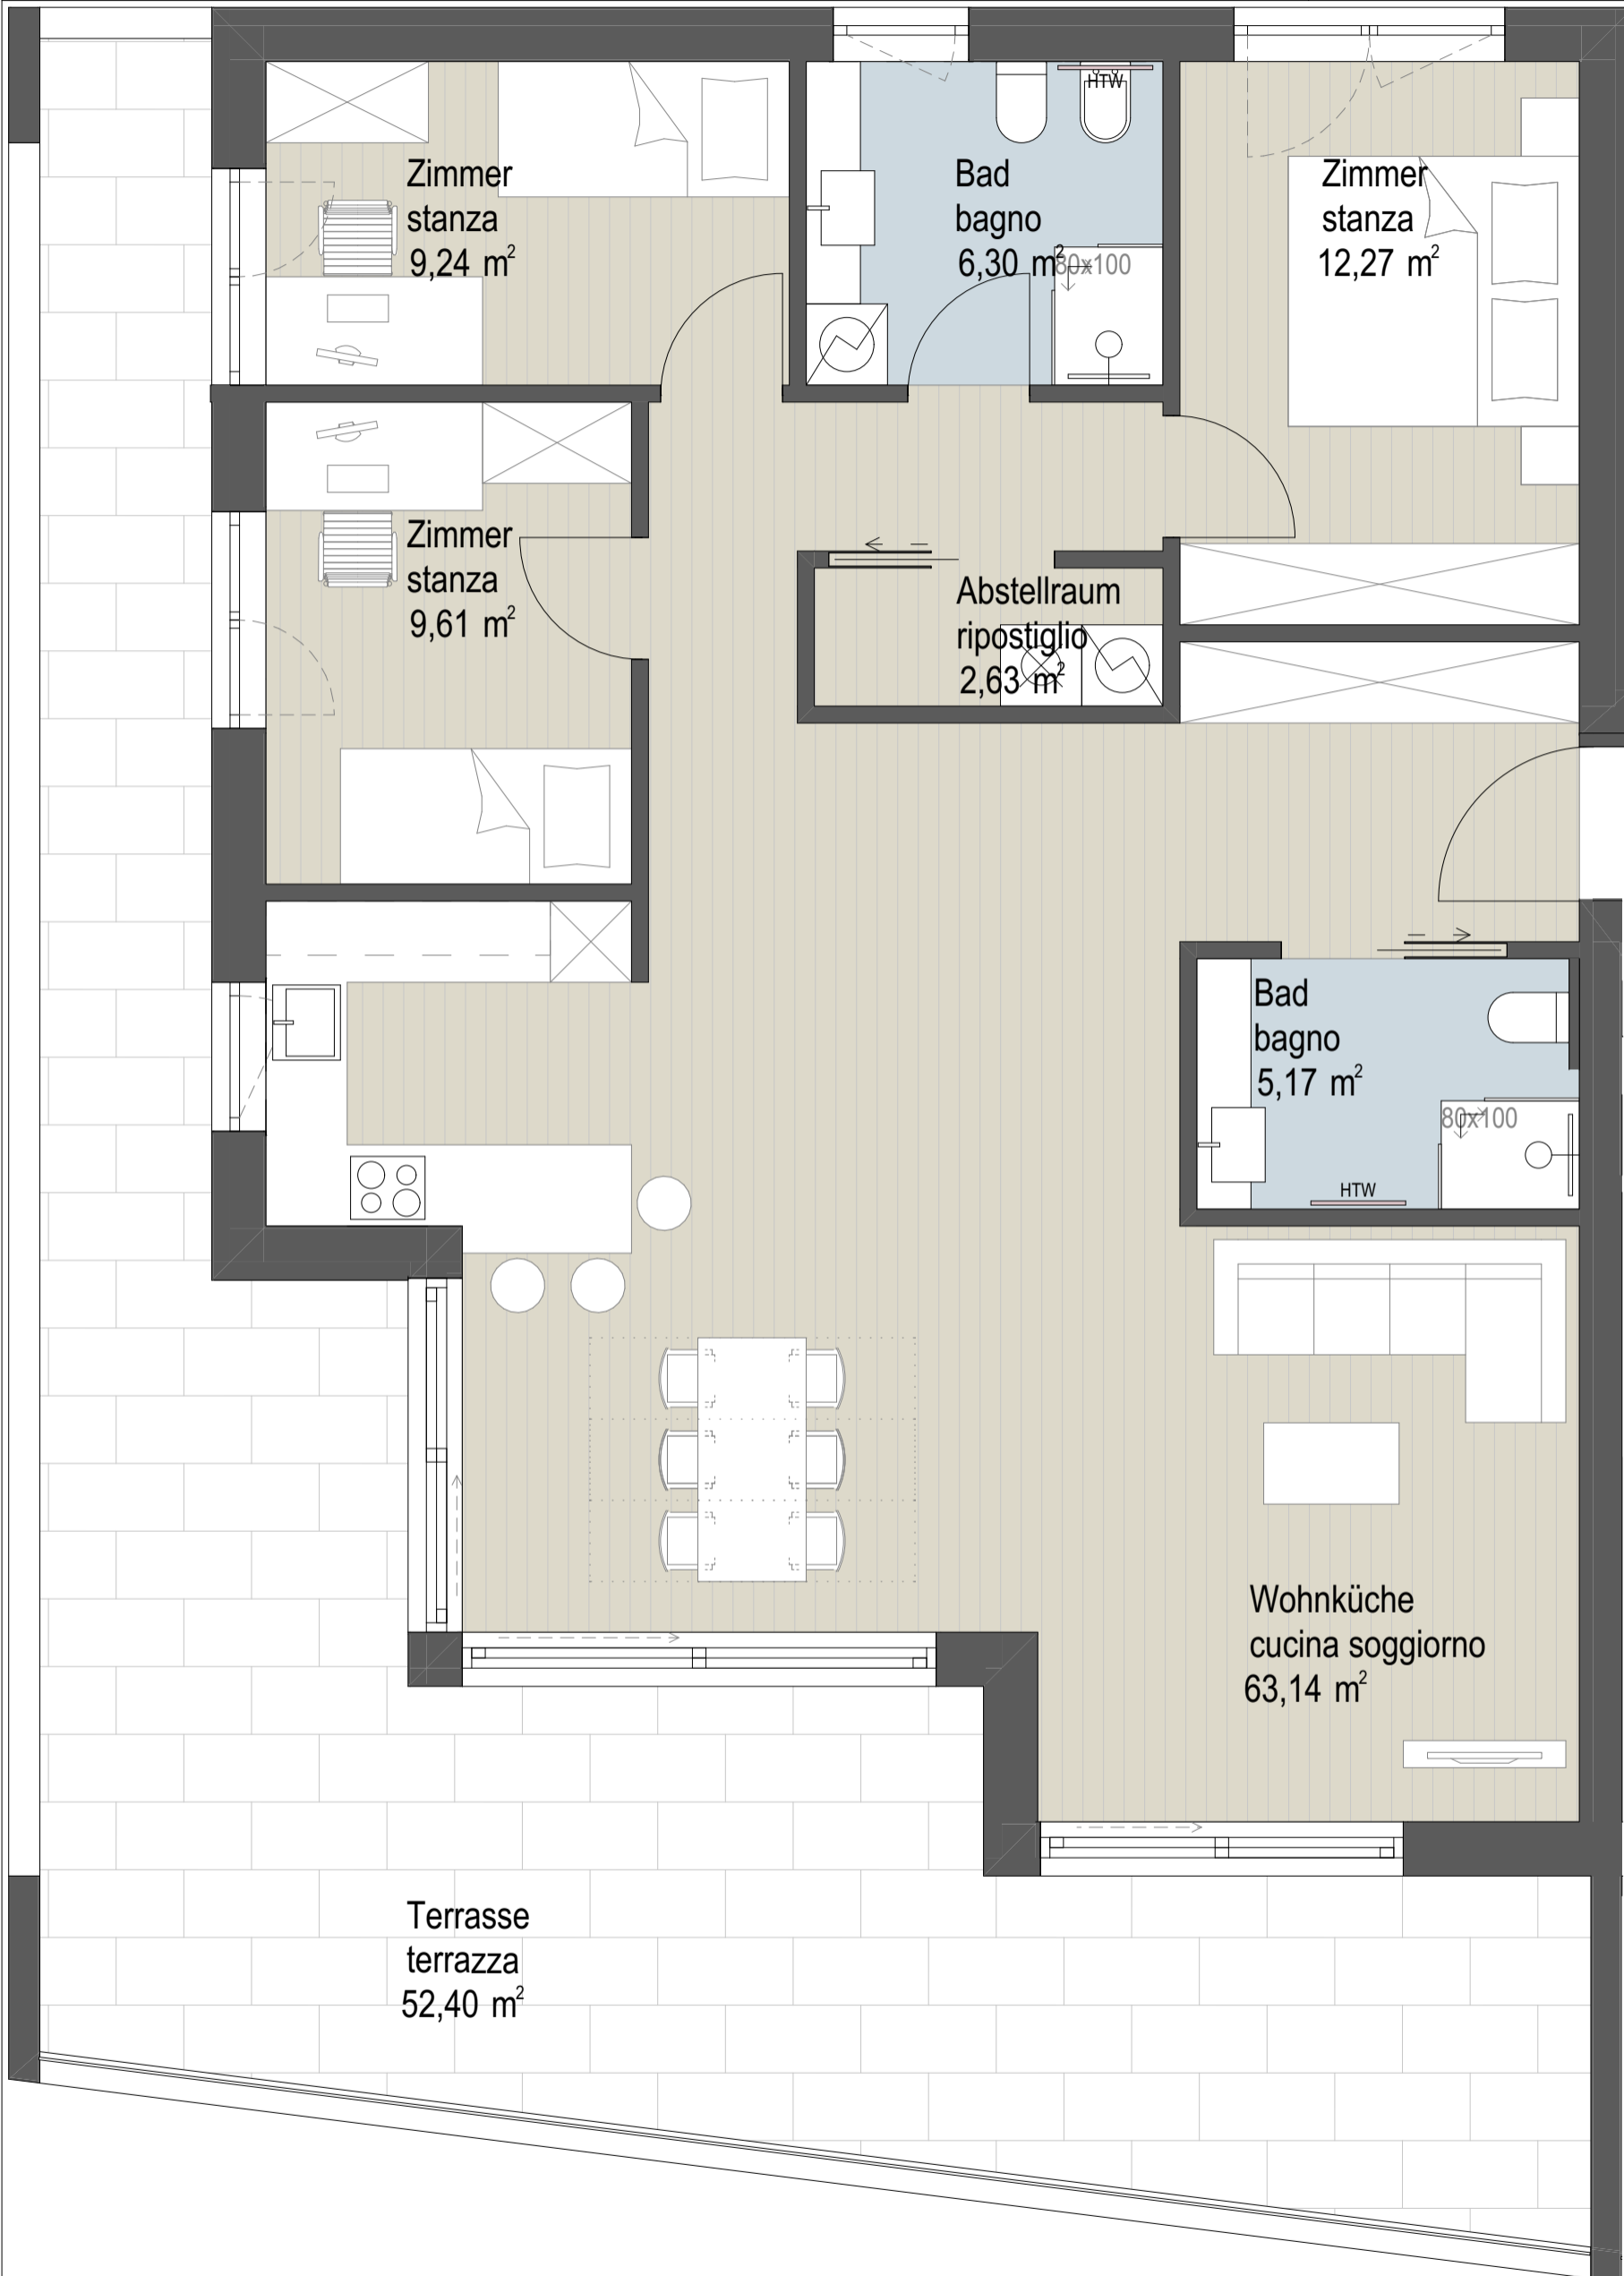 Zimmer
stanza
9,24 m²
Bad
bagno
6,30 m²
HTW
80x100
Zimmer
stanza
12,27 m²
Zimmer
stanza
9,61 m²
Abstellraum
ripostiglio
2,63 m²
Bad
bagno
5,17 m²
80x100
HTW
Wohnküche
cucina soggiorno
63,14 m²
Terrasse
terrazza
52,40 m²